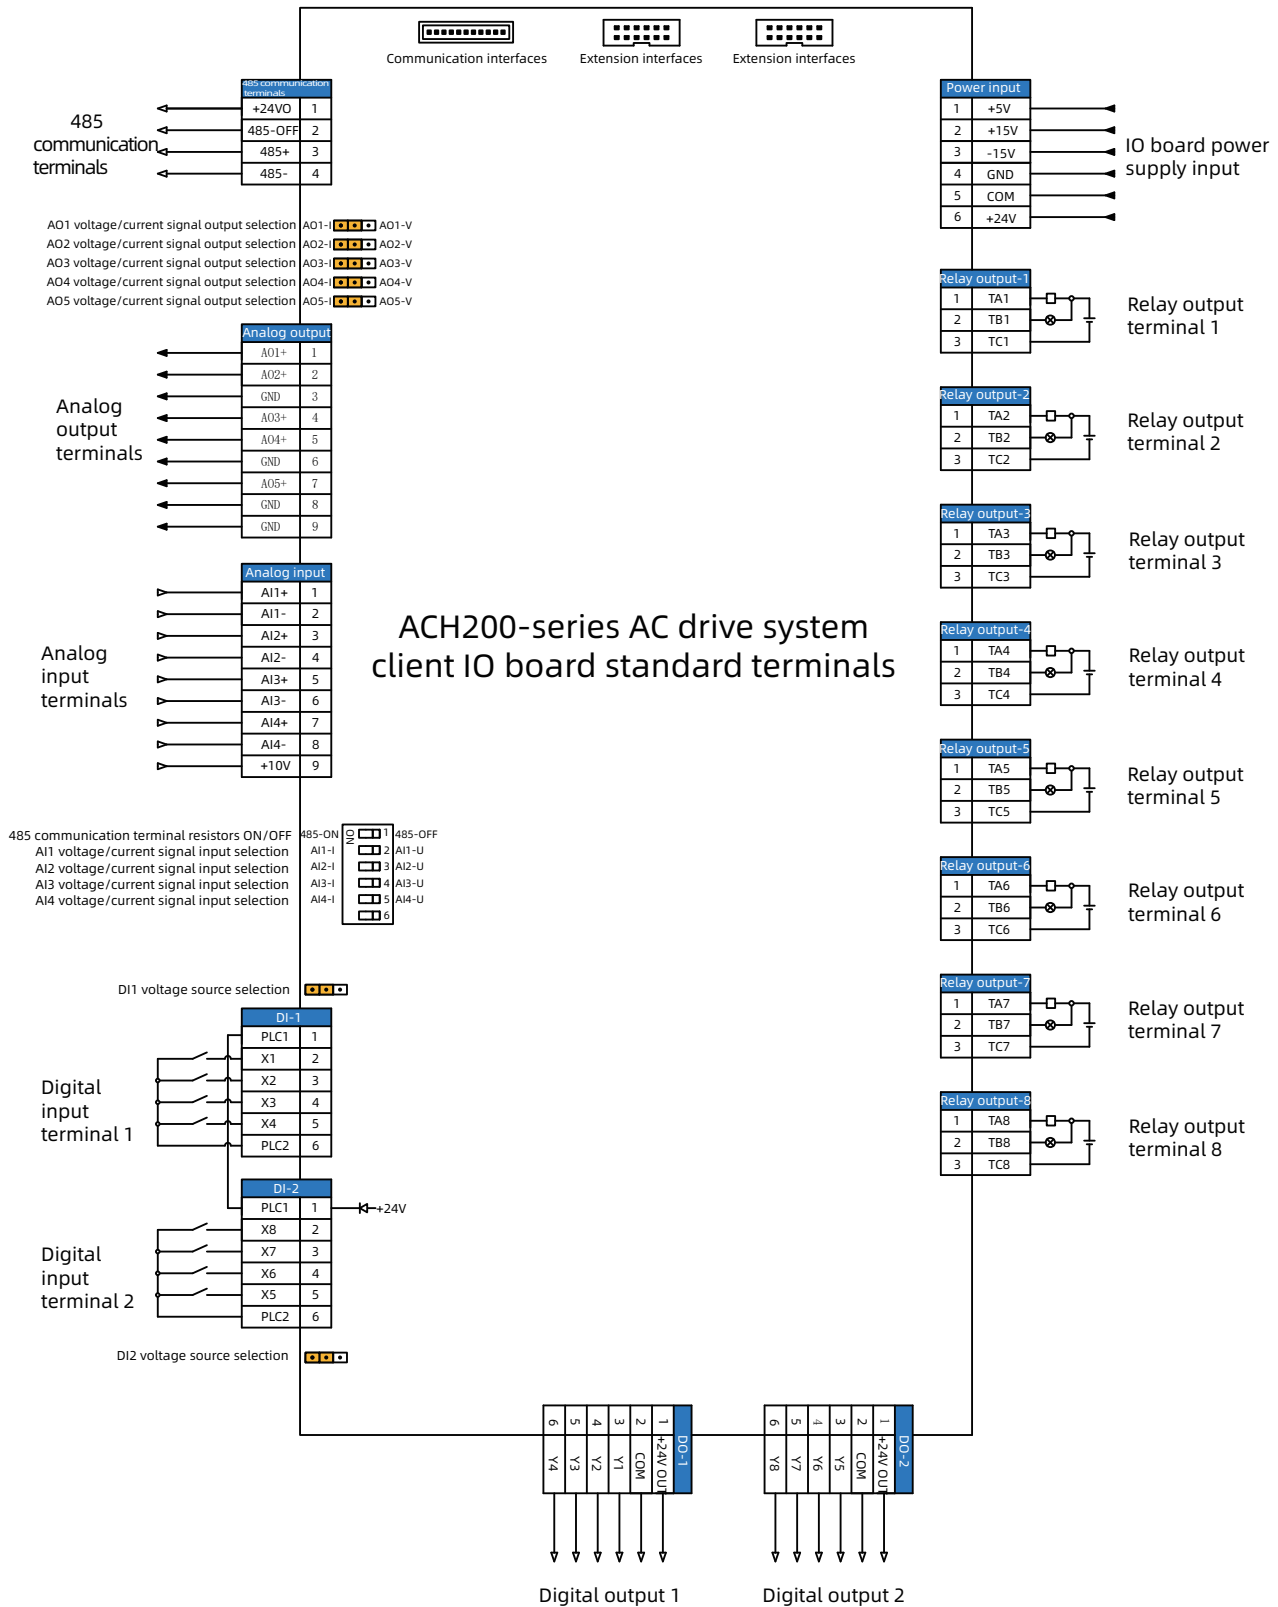 Communication interfaces
Extension interfaces
Extension interfaces
485 communication
terminals
+24VO 1
485-OFF 2
485+ 3
485- 4
485
communication
terminals
Power input
1 +5V
2 +15V
3 -15V
4 GND
5 COM
6 +24V
IO board power
supply input
AO1 voltage/current signal output selection AO1-I AO1-V
AO2 voltage/current signal output selection AO2-I AO2-V
AO3 voltage/current signal output selection AO3-I AO3-V
AO4 voltage/current signal output selection AO4-I AO4-V
AO5 voltage/current signal output selection AO5-I AO5-V
Analog output
AO1+ 1
AO2+ 2
GND 3
AO3+ 4
AO4+ 5
GND 6
AO5+ 7
GND 8
GND 9
Analog
output
terminals
Analog input
AI1+ 1
AI1- 2
AI2+ 3
AI2- 4
AI3+ 5
AI3- 6
AI4+ 7
AI4- 8
+10V 9
Analog
input
terminals
ACH200-series AC drive system
client IO board standard terminals
Relay output-1
1 TA1
2 TB1
3 TC1
Relay output
terminal 1
Relay output-2
1 TA2
2 TB2
3 TC2
Relay output
terminal 2
Relay output-3
1 TA3
2 TB3
3 TC3
Relay output
terminal 3
Relay output-4
1 TA4
2 TB4
3 TC4
Relay output
terminal 4
Relay output-5
1 TA5
2 TB5
3 TC5
Relay output
terminal 5
Relay output-6
1 TA6
2 TB6
3 TC6
Relay output
terminal 6
Relay output-7
1 TA7
2 TB7
3 TC7
Relay output
terminal 7
Relay output-8
1 TA8
2 TB8
3 TC8
Relay output
terminal 8
485 communication terminal resistors ON/OFF 485-ON ON 1 485-OFF
AI1 voltage/current signal input selection AI1-I 2 AI1-U
AI2 voltage/current signal input selection AI2-I 3 AI2-U
AI3 voltage/current signal input selection AI3-I 4 AI3-U
AI4 voltage/current signal input selection AI4-I 5 AI4-U
6
DI1 voltage source selection
DI-1
PLC1 1
X1 2
X2 3
X3 4
X4 5
PLC2 6
Digital
input
terminal 1
DI-2
PLC1 1 +24V
X8 2
X7 3
X6 4
X5 5
PLC2 6
Digital
input
terminal 2
DI2 voltage source selection
DO-1
1 +24V OUT
2 COM
3 Y1
4 Y2
5 Y3
6 Y4
Digital output 1
DO-2
1 +24V OUT
2 COM
3 Y5
4 Y6
5 Y7
6 Y8
Digital output 2